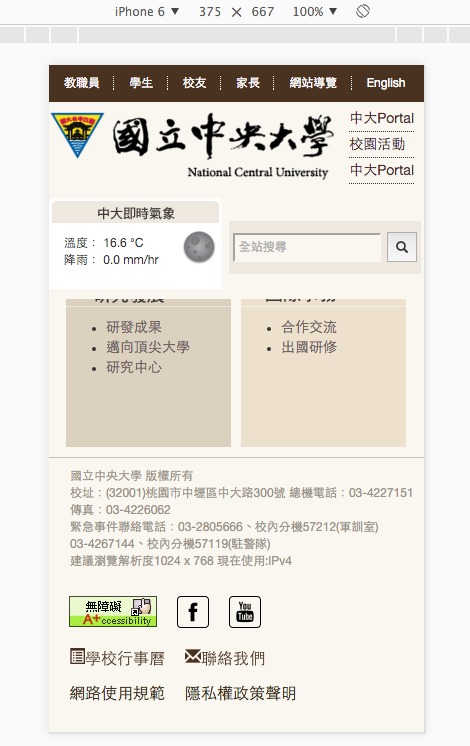 iPhone 6 ▼ 375 × 667 100% ▼
教職員 學生 校友 家長 網站導覽 English
國立中央大學
National Central University
中大Portal
校園活動
中大Portal
中大即時氣象
溫度： 16.6 °C
降雨： 0.0 mm/hr
全站搜尋
研發成果
邁向頂尖大學
研究中心
合作交流
出國研修
國立中央大學 版權所有
校址：(32001)桃園市中壢區中大路300號 總機電話：03-4227151
傳真：03-4226062
緊急事件聯絡電話：03-2805666、校內分機57212(軍訓室)
03-4267144、校內分機57119(駐警隊)
建議瀏覽解析度1024 x 768 現在使用:IPv4
無障礙
A+ccessibility
f
You
Tube
學校行事曆 聯絡我們
網路使用規範 隱私權政策聲明